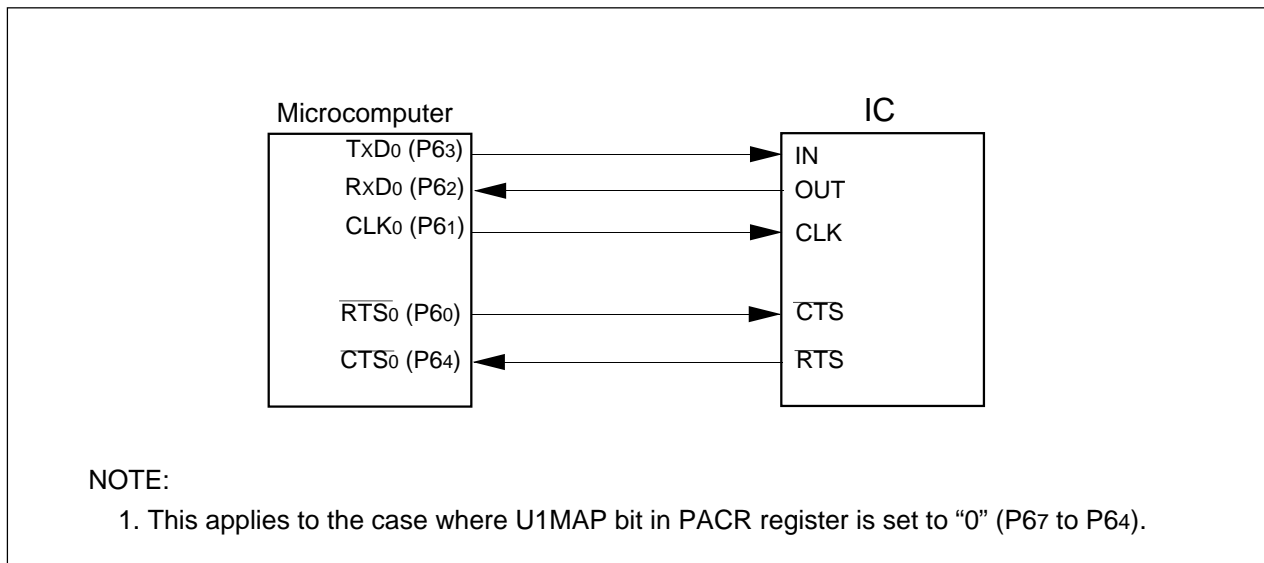 Microcomputer
IC
TxD0 (P63)
IN
RxD0 (P62)
OUT
CLK0 (P61)
CLK
RTS0 (P60)
CTS
CTS0 (P64)
RTS
NOTE:
1. This applies to the case where U1MAP bit in PACR register is set to “0” (P67 to P64).